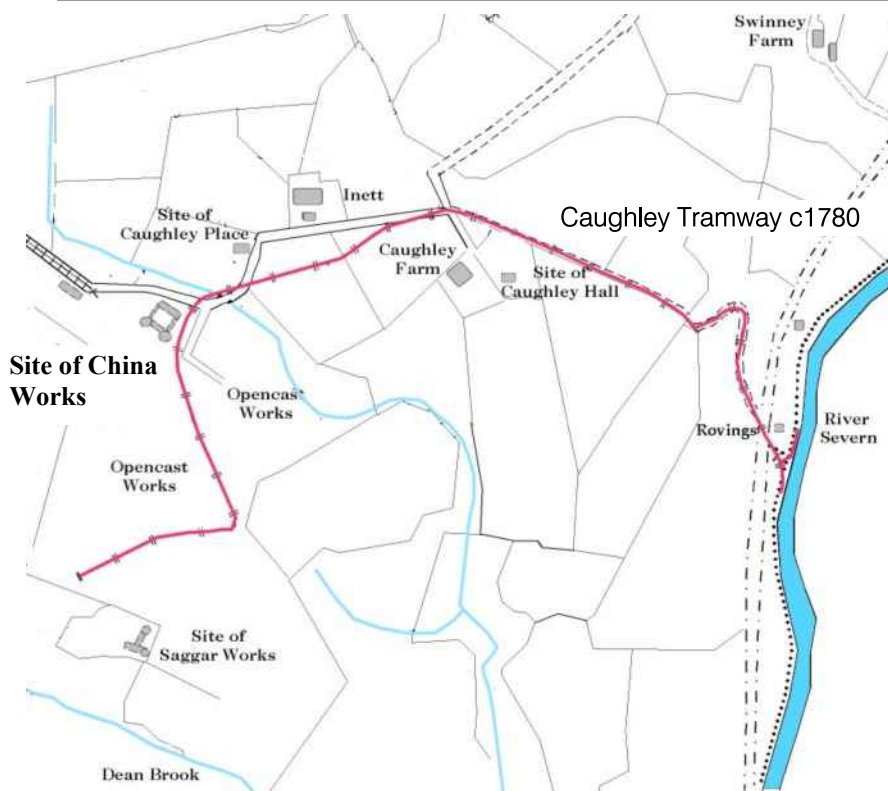 Swinney
Farm
Inett
Site of
Caughley Place
Caughley Tramway c1780
Caughley
Farm
Site of
Caughley Hall
Site of China
Works
Opencast
Works
Rovings
River
Severn
Opencast
Works
Site of
Saggar Works
Dean Brook